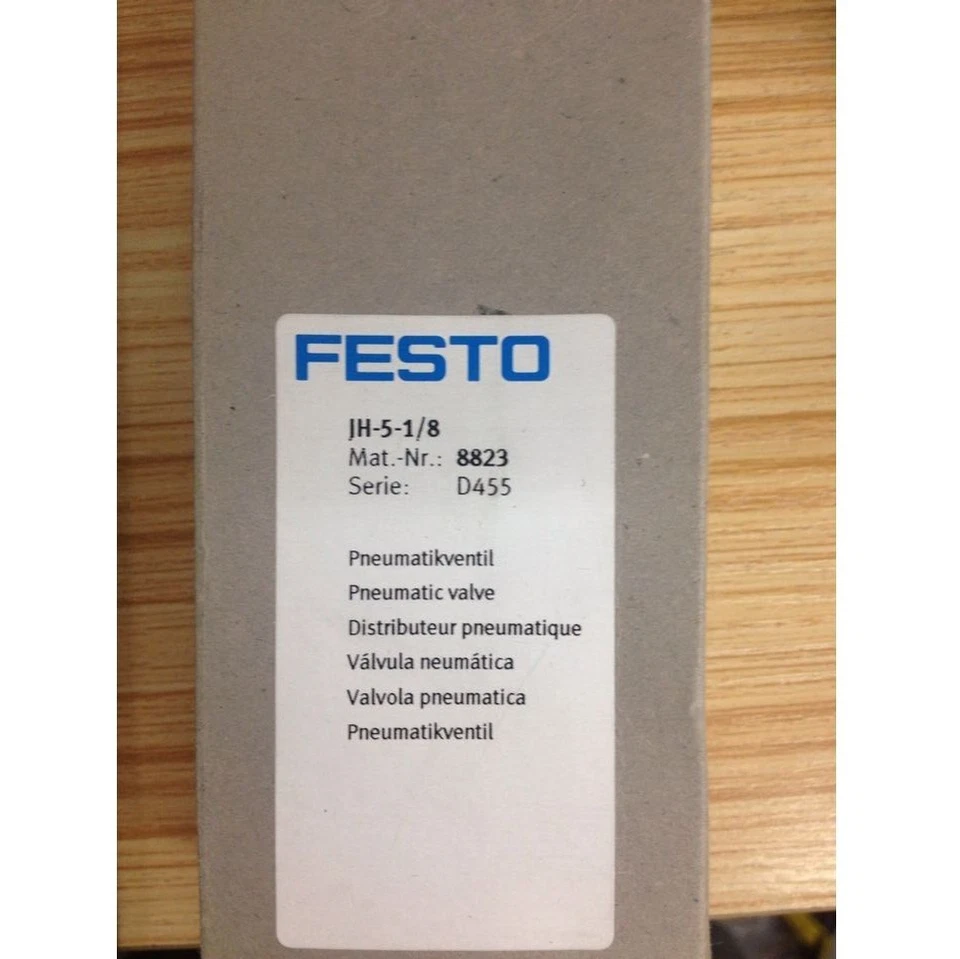 FESTO
JH-5-1/8
Mat.-Nr.: 8823
Serie: D455
Pneumatikventil
Pneumatic valve
Distributeur pneumatique
Válvula neumática
Valvola pneumatica
Pneumatikventil